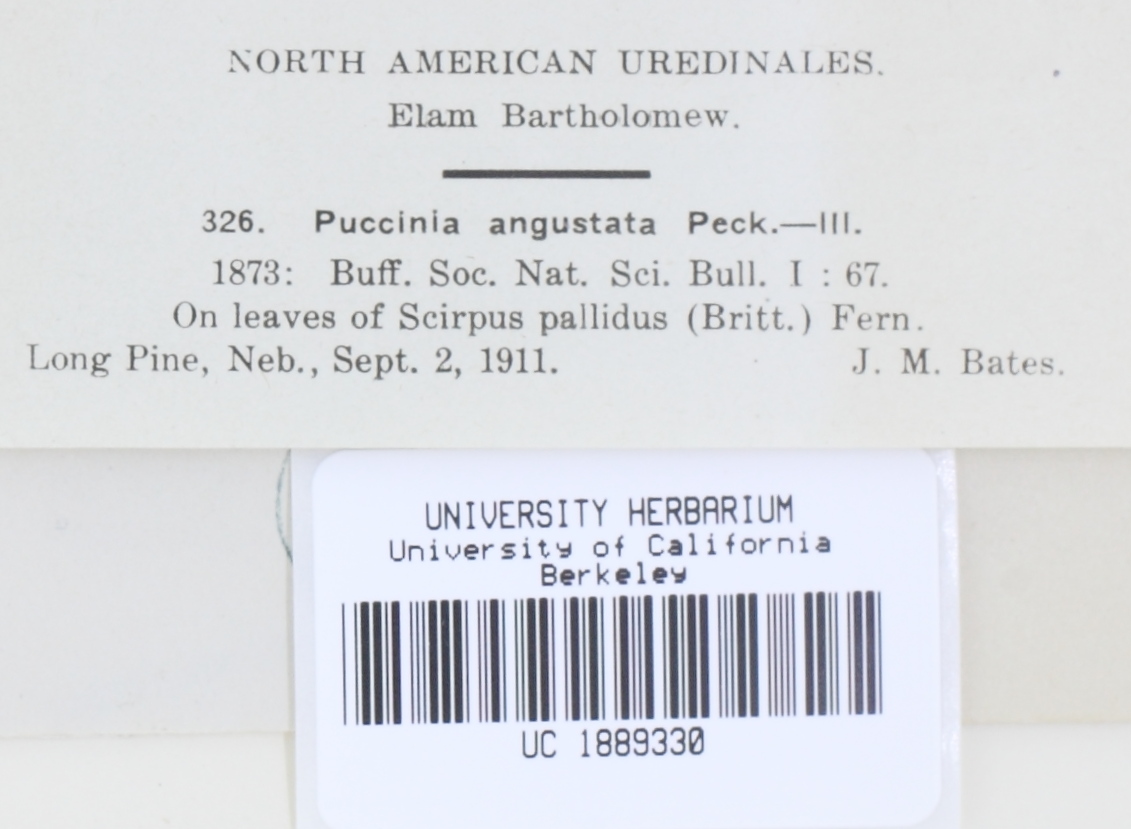 NORTH AMERICAN UREDINALES.
Elam Bartholomew.
326. Puccinia angustata Peck.—III.
1873: Buff. Soc. Nat. Sci. Bull. I : 67.
On leaves of Scirpus pallidus (Britt.) Fern.
Long Pine, Neb., Sept. 2, 1911. J. M. Bates.
UNIVERSITY HERBARIUM
University of California
Berkeley
UC 1889330